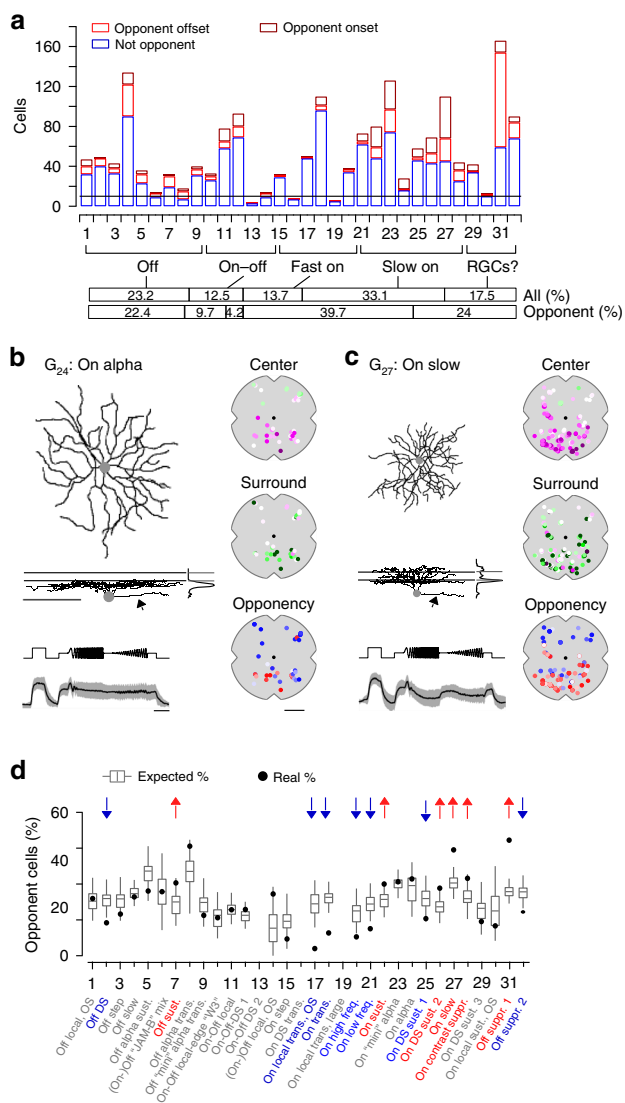 a
Opponent offset
Opponent onset
Not opponent
Cells
160
120
80
40
0
1 3 5 7 9 11 13 15 17 19 21 23 25 27 29 31
Off On–off Fast on Slow on RGCs?
23.2 12.5 13.7 33.1 17.5 All (%)
22.4 9.7 4.2 39.7 24 Opponent (%)
b
G24: On alpha
Center
Surround
Opponency
c
G27: On slow
Center
Surround
Opponency
d
Expected %
Real %
Opponent cells (%)
60
40
20
0
1 3 5 7 9 11 13 15 17 19 21 23 25 27 29 31
Off local, OS
Off DS
Off step
Off slow
Off alpha sust.
(On-)Off "JAM-B" mix
Off sust.
Off alpha trans.
Off "mini" alpha trans.
On-Off local-edge "W3"
On-Off local
On-Off-DS 1
On-Off-DS 2
(On-)Off local, OS
On step
On DS trans.
On local trans., OS
On trans.
On local trans, large
On high freq.
On low freq.
On sust.
On "mini" alpha
On alpha
On DS sust. 1
On DS sust. 2
On slow
On contrast suppr.
On DS sust. 3
On local sust., OS
Off suppr. 1
Off suppr. 2